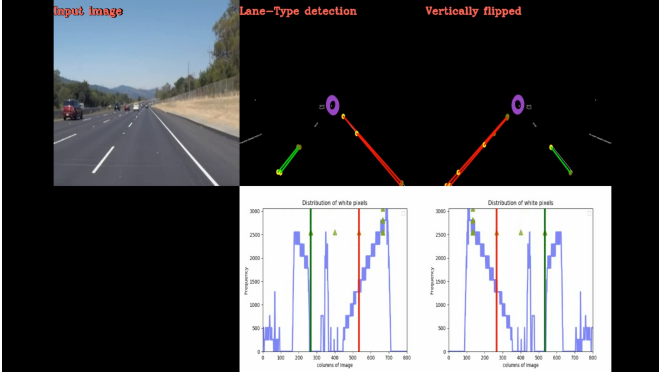 Input image
Lane-Type detection
Vertically flipped
Distribution of white pixels
Frequency
3000
2500
2000
1500
1000
500
0
0 100 200 300 400 500 600 700 800
columns of image
Distribution of white pixels
Frequency
3000
2500
2000
1500
1000
500
0
0 100 200 300 400 500 600 700 800
columns of image